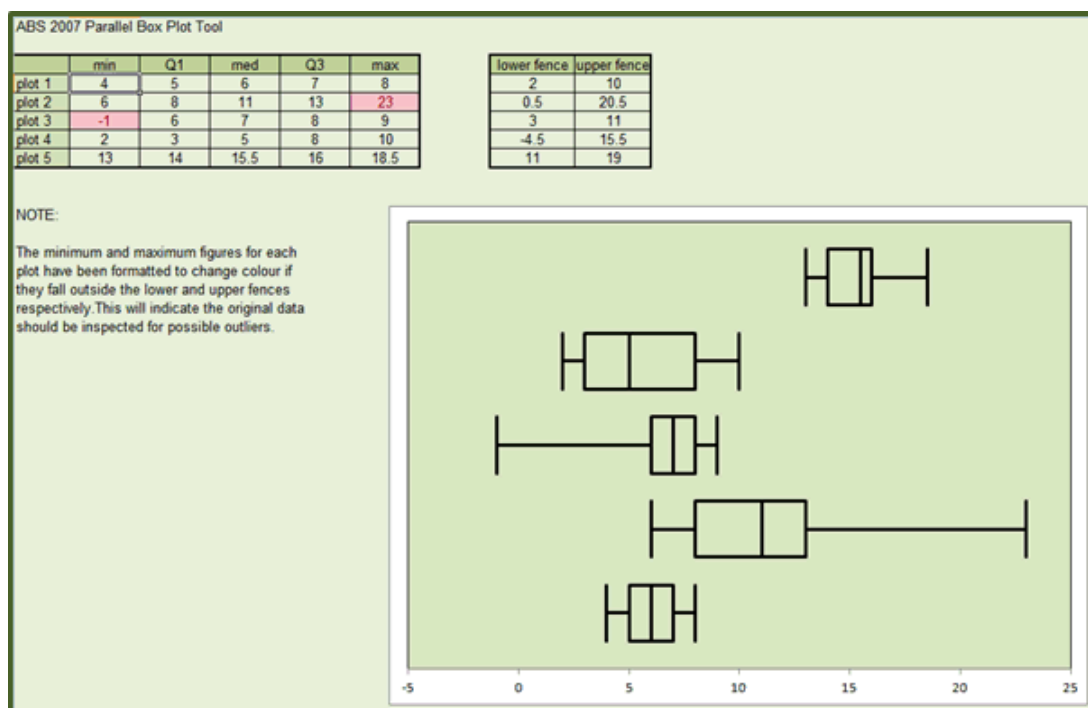 ABS 2007 Parallel Box Plot Tool
min Q1 med Q3 max lower fence upper fence
plot 1 4 5 6 7 8 2 10
plot 2 6 8 11 13 23 0.5 20.5
plot 3 -1 6 7 8 9 3 11
plot 4 2 3 5 8 10 -4.5 15.5
plot 5 13 14 15.5 16 18.5 11 19
NOTE:
The minimum and maximum figures for each
plot have been formatted to change colour if
they fall outside the lower and upper fences
respectively.This will indicate the original data
should be inspected for possible outliers.
-5 0 5 10 15 20 25